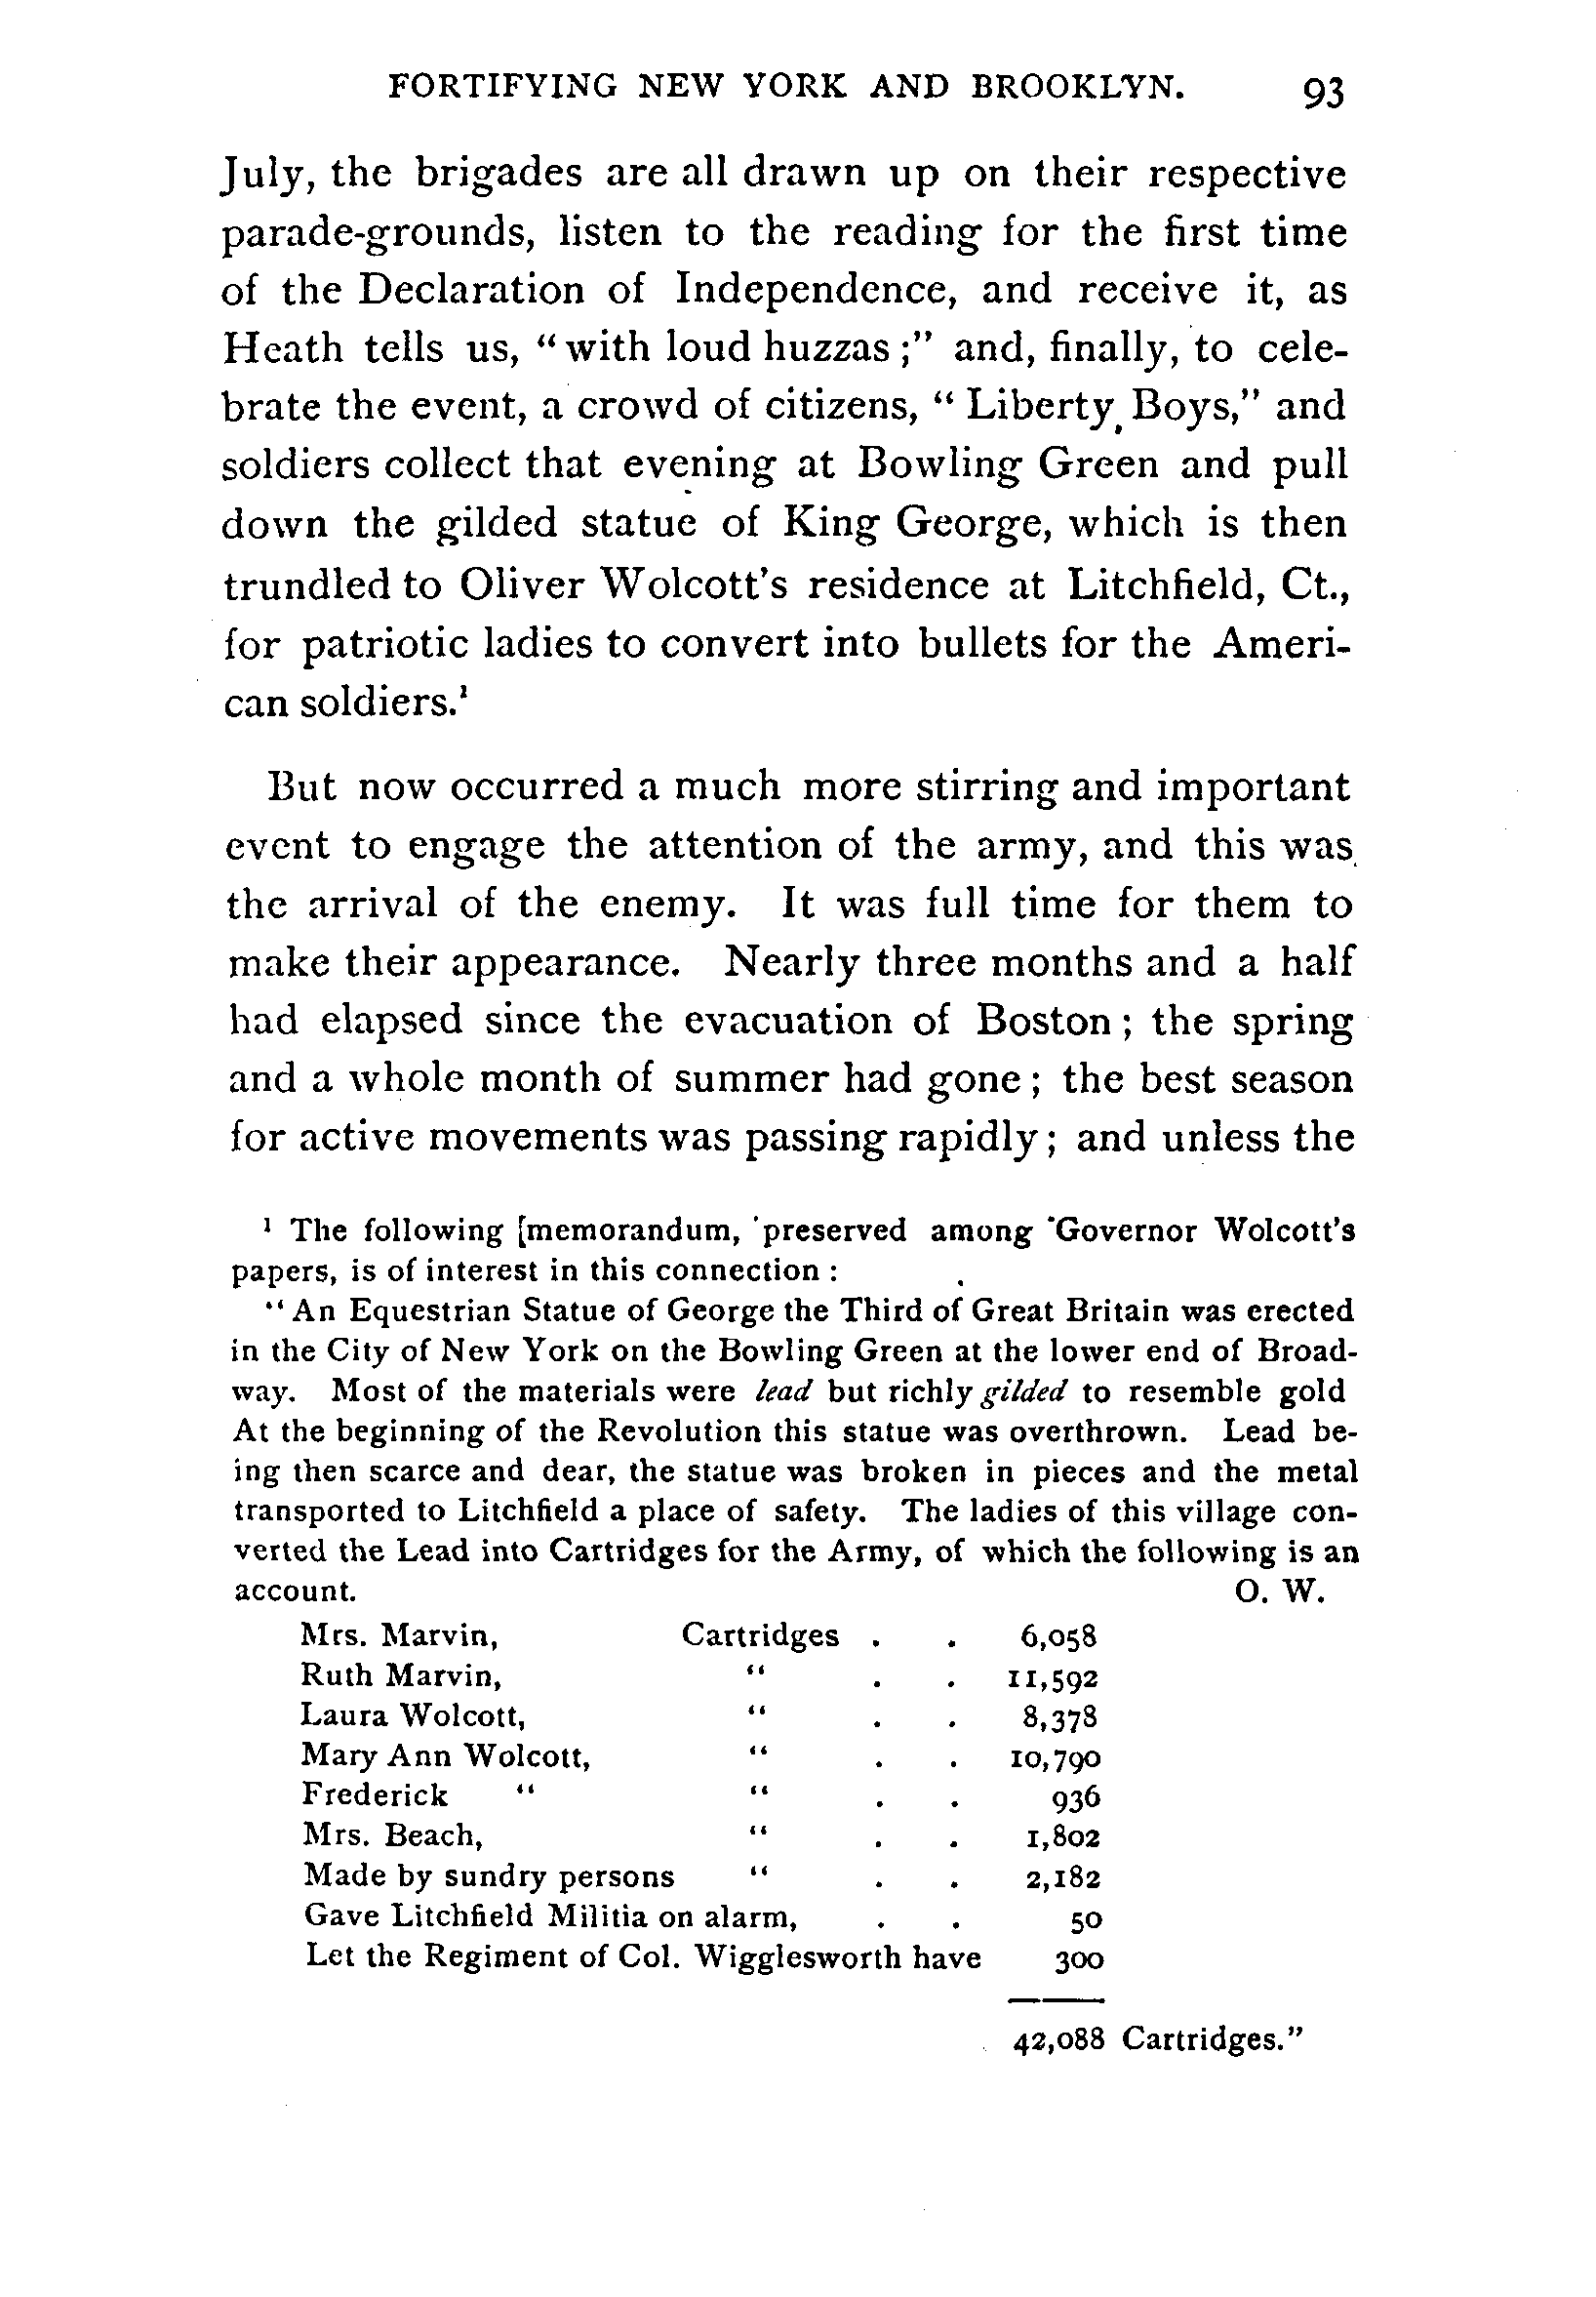 FORTIFYING NEW YORK AND BROOKLYN. 93
July, the brigades are all drawn up on their respective
parade-grounds, listen to the reading for the first time
of the Declaration of Independence, and receive it, as
Heath tells us, “with loud huzzas;” and, finally, to cele-
brate the event, a crowd of citizens, “Liberty Boys,” and
soldiers collect that evening at Bowling Green and pull
down the gilded statue of King George, which is then
trundled to Oliver Wolcott's residence at Litchfield, Ct.,
for patriotic ladies to convert into bullets for the Ameri-
can soldiers.¹
But now occurred a much more stirring and important
event to engage the attention of the army, and this was
the arrival of the enemy. It was full time for them to
make their appearance. Nearly three months and a half
had elapsed since the evacuation of Boston; the spring
and a whole month of summer had gone; the best season
for active movements was passing rapidly; and unless the
¹ The following [memorandum, preserved among Governor Wolcott's
papers, is of interest in this connection:
“An Equestrian Statue of George the Third of Great Britain was erected
in the City of New York on the Bowling Green at the lower end of Broad-
way. Most of the materials were lead but richly gilded to resemble gold
At the beginning of the Revolution this statue was overthrown. Lead be-
ing then scarce and dear, the statue was broken in pieces and the metal
transported to Litchfield a place of safety. The ladies of this village con-
verted the Lead into Cartridges for the Army, of which the following is an
account. O. W.
Mrs. Marvin, Cartridges . . 6,058
Ruth Marvin, “ . . 11,592
Laura Wolcott, “ . . 8,378
Mary Ann Wolcott, “ . . 10,790
Frederick “ “ . . 936
Mrs. Beach, “ . . 1,802
Made by sundry persons “ . . 2,182
Gave Litchfield Militia on alarm, . . 50
Let the Regiment of Col. Wigglesworth have 300
42,088 Cartridges.”